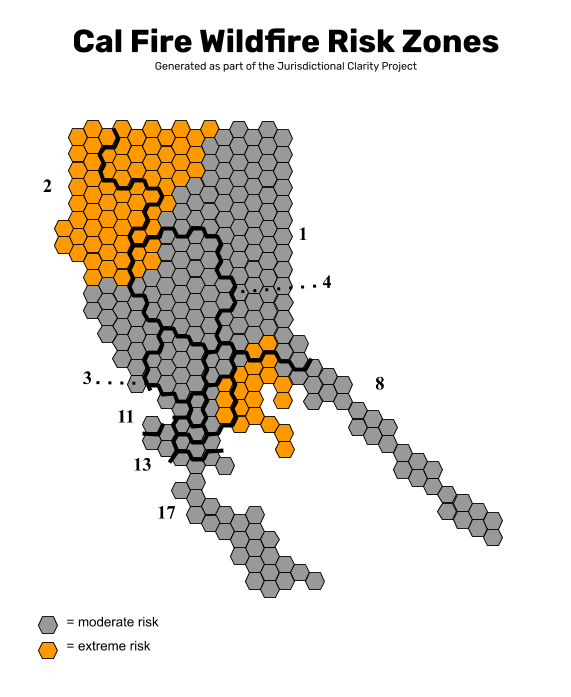 Cal Fire Wildfire Risk Zones
Generated as part of the Jurisdictional Clarity Project
2
1
4
3
8
11
13
17
= moderate risk
= extreme risk